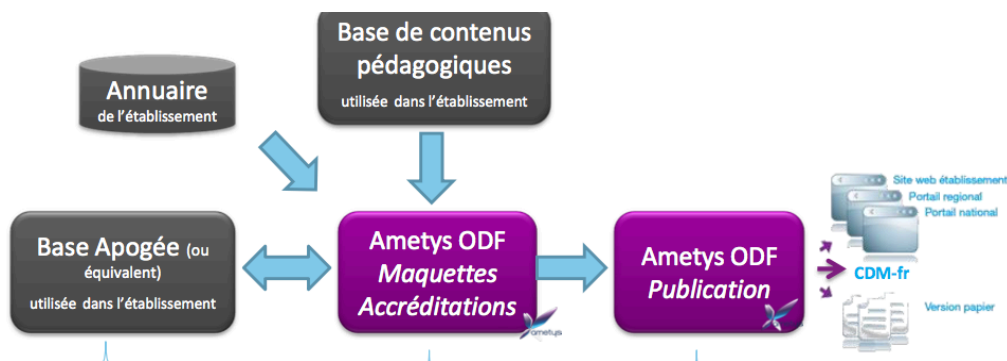 Base de contenus
pédagogiques
utilisée dans l'établissement
Annuaire
de l'établissement
Base Apogée (ou
équivalent)
utilisée dans l'établissement
Ametys ODF
Maquettes
Accréditations
ametys
Ametys ODF
Publication
Site web établissement
Portail regional
Portail national
CDM-fr
Version papier